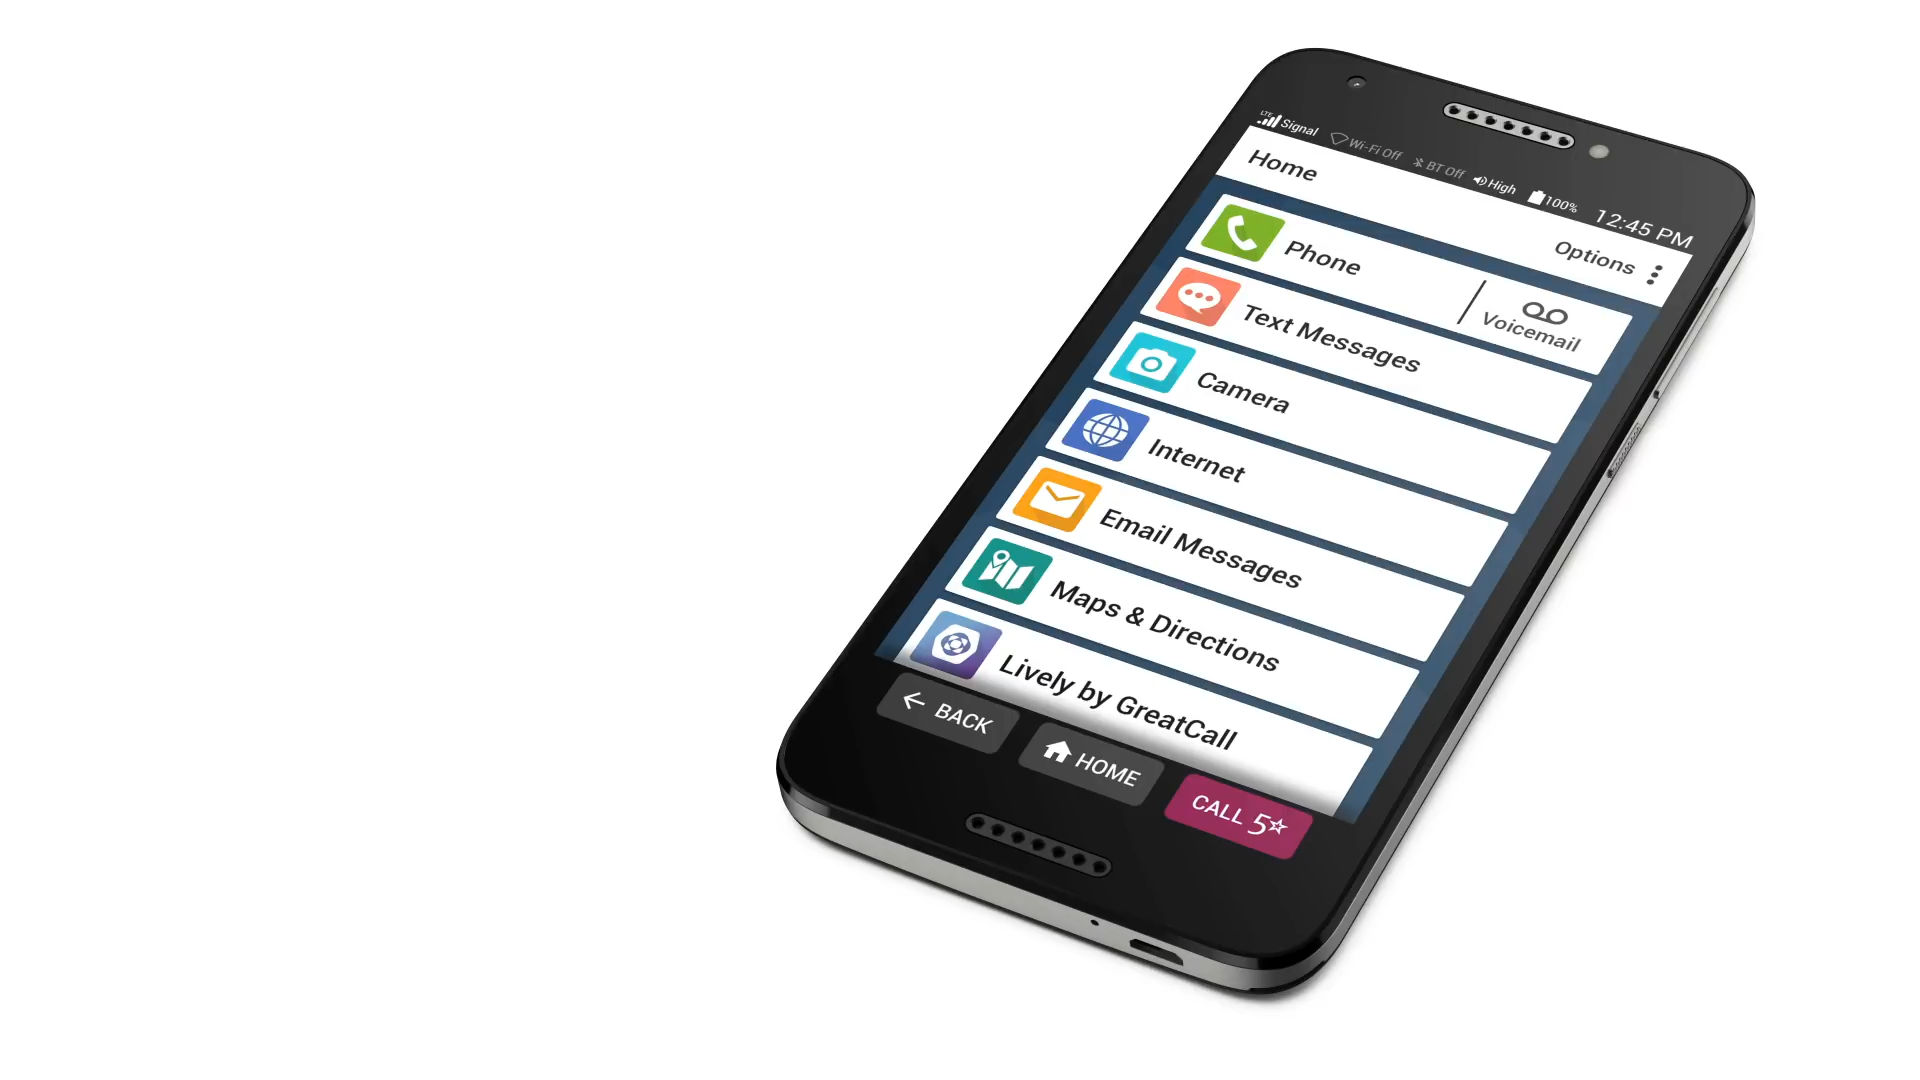 LTE Signal Wi-Fi Off BT Off High 100% 12:45 PM
Home
Options
Phone
Voicemail
Text Messages
Camera
Internet
Email Messages
Maps & Directions
Lively by GreatCall
BACK
HOME
CALL 5☆